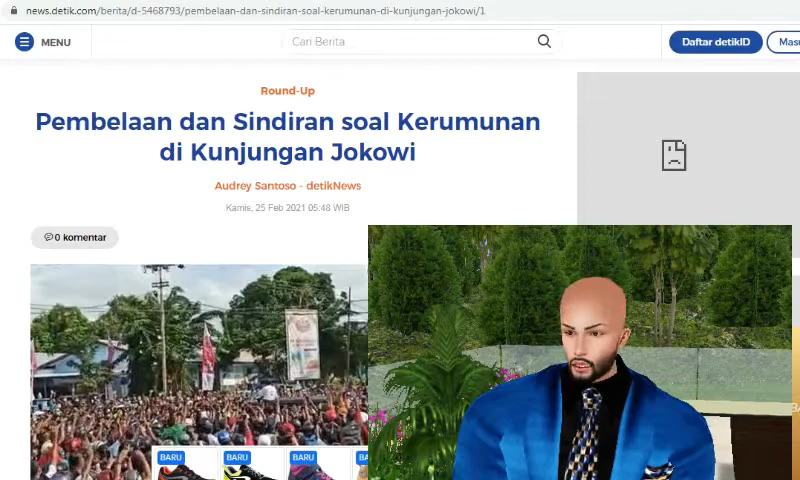 news.detik.com/berita/d-5468793/pembelaan-dan-sindiran-soal-kerumunan-di-kunjungan-jokowi/1
MENU
Cari Berita
Daftar detikID
Round-Up
Pembelaan dan Sindiran soal Kerumunan
di Kunjungan Jokowi
Audrey Santoso - detikNews
Kamis, 25 Feb 2021 05:48 WIB
0 komentar
BARU
BARU
BARU
BARU